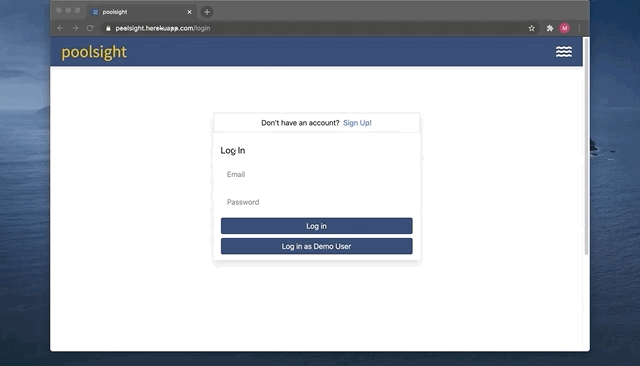 poolsight
poolsight.herokuapp.com/login
M
poolsight
Don't have an account? Sign Up!
Log In
Email
Password
Log in
Log in as Demo User